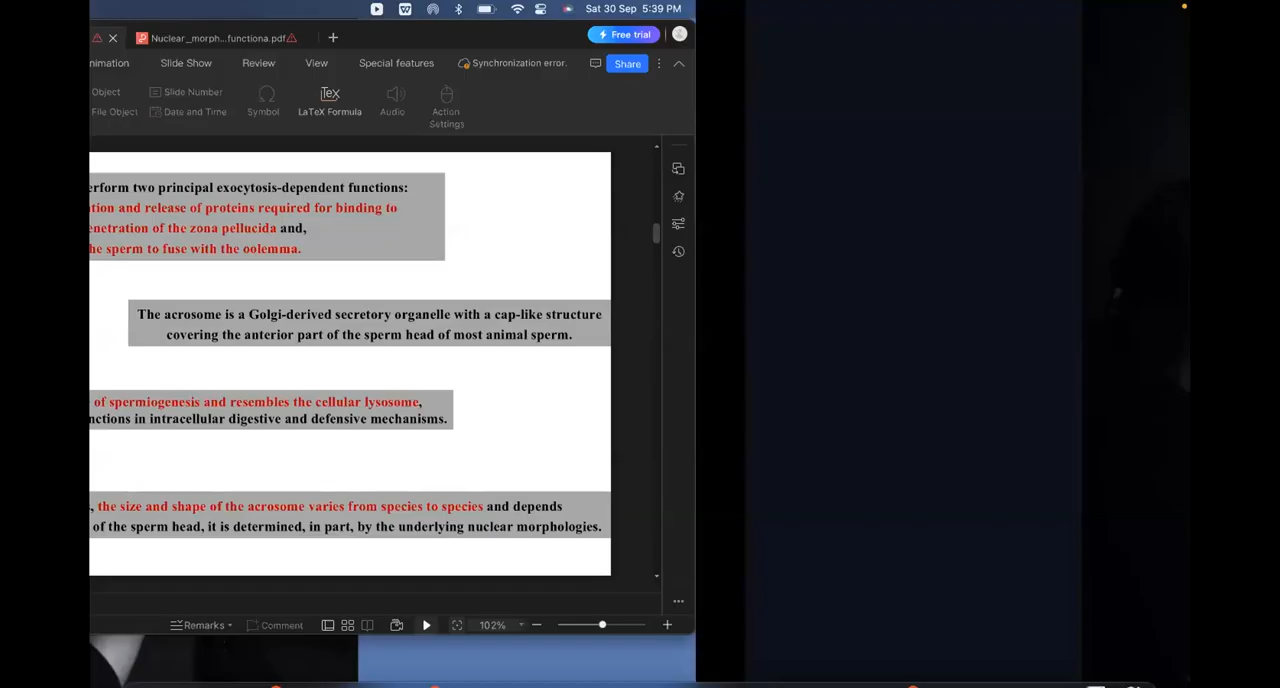 Sat 30 Sep 5:39 PM
Nuclear_morph...functiona.pdf
Free trial
nimation Slide Show Review View Special features Synchronization error. Share
Object Slide Number
File Object Date and Time Symbol LaTeX Formula Audio Action
Settings
erform two principal exocytosis-dependent functions:
tion and release of proteins required for binding to
enetration of the zona pellucida and,
he sperm to fuse with the oolemma.
The acrosome is a Golgi-derived secretory organelle with a cap-like structure
covering the anterior part of the sperm head of most animal sperm.
of spermiogenesis and resembles the cellular lysosome,
nctions in intracellular digestive and defensive mechanisms.
, the size and shape of the acrosome varies from species to species and depends
of the sperm head, it is determined, in part, by the underlying nuclear morphologies.
Remarks Comment 102%